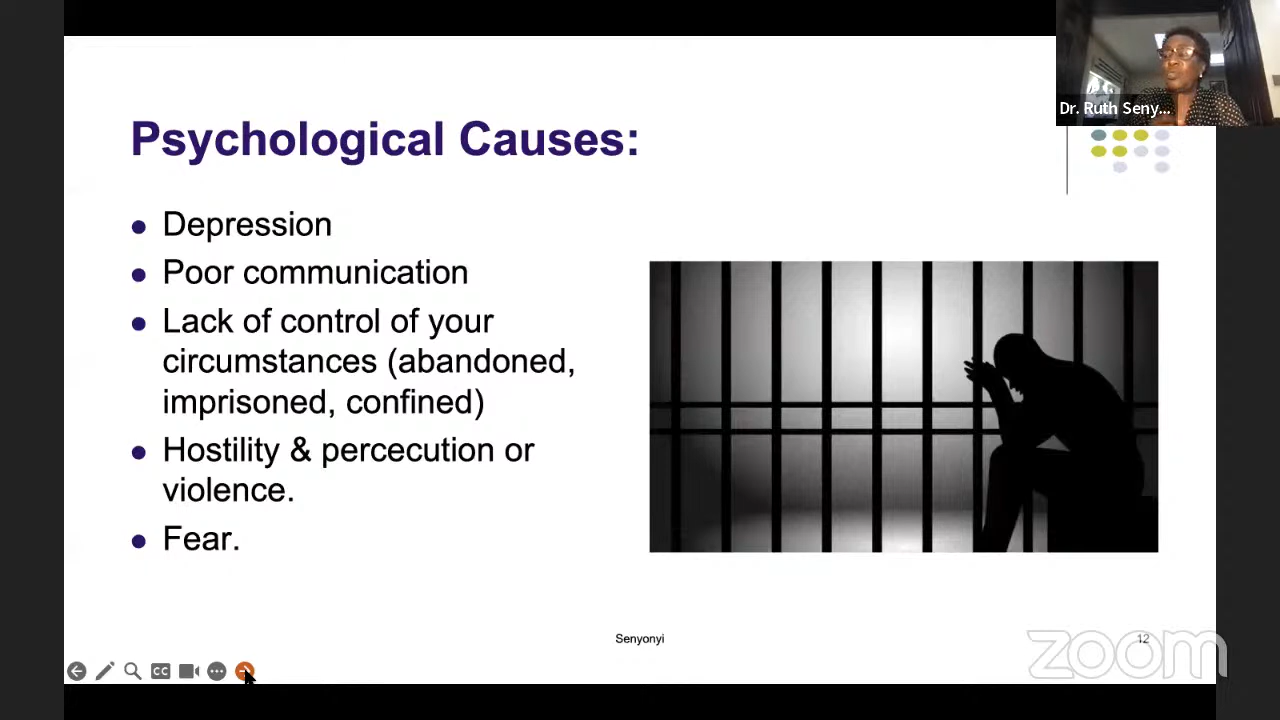 Dr. Ruth Seny...
Psychological Causes:
Depression
Poor communication
Lack of control of your
circumstances (abandoned,
imprisoned, confined)
Hostility & percecution or
violence.
Fear.
Senyonyi
12
zoom
CC